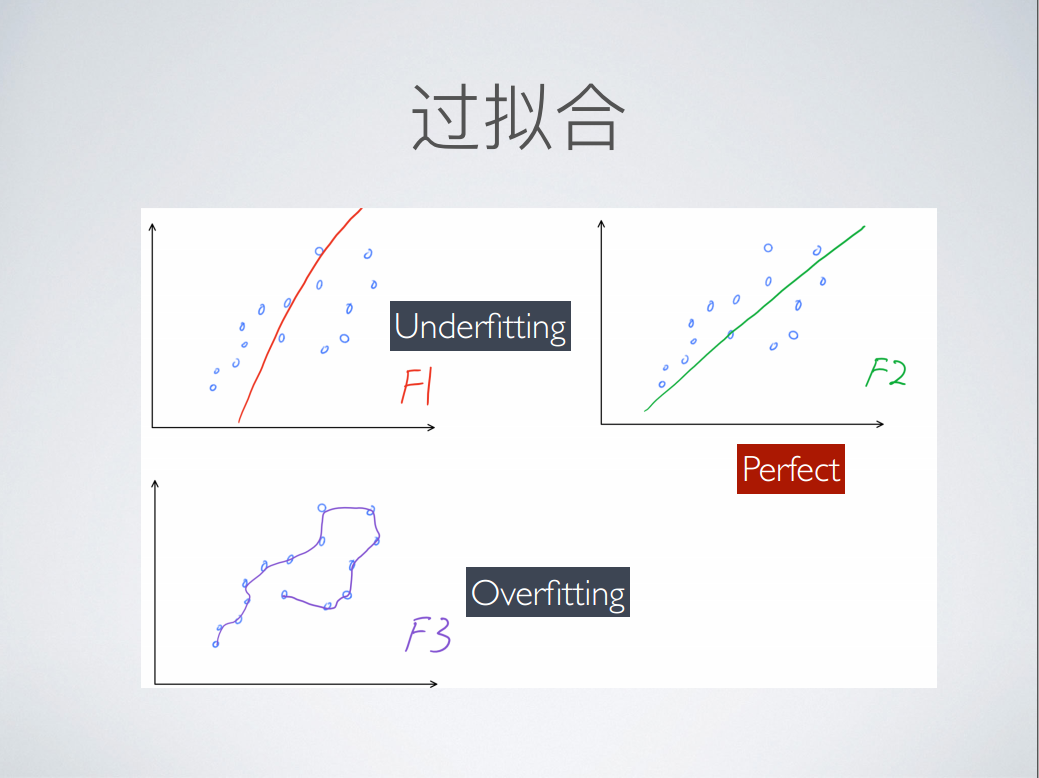 过拟合
Underfitting
F1
F2
Perfect
Overfitting
F3